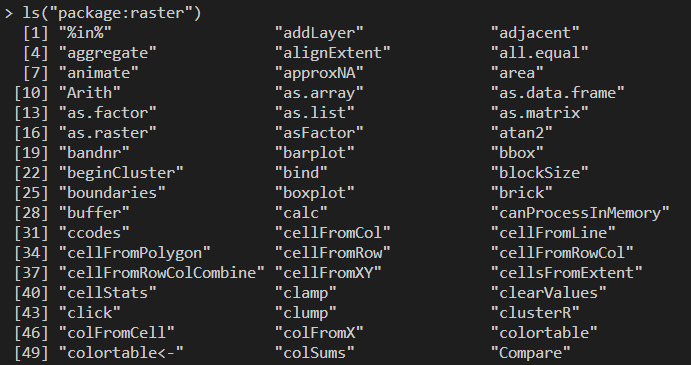 > ls("package:raster")
[1] "%in%" "addLayer" "adjacent"
[4] "aggregate" "alignExtent" "all.equal"
[7] "animate" "approxNA" "area"
[10] "Arith" "as.array" "as.data.frame"
[13] "as.factor" "as.list" "as.matrix"
[16] "as.raster" "asFactor" "atan2"
[19] "bandnr" "barplot" "bbox"
[22] "beginCluster" "bind" "blockSize"
[25] "boundaries" "boxplot" "brick"
[28] "buffer" "calc" "canProcessInMemory"
[31] "ccodes" "cellFromCol" "cellFromLine"
[34] "cellFromPolygon" "cellFromRow" "cellFromRowCol"
[37] "cellFromRowColCombine" "cellFromXY" "cellsFromExtent"
[40] "cellStats" "clamp" "clearValues"
[43] "click" "clump" "clusterR"
[46] "colFromCell" "colFromX" "colortable"
[49] "colortable<-" "colSums" "Compare"